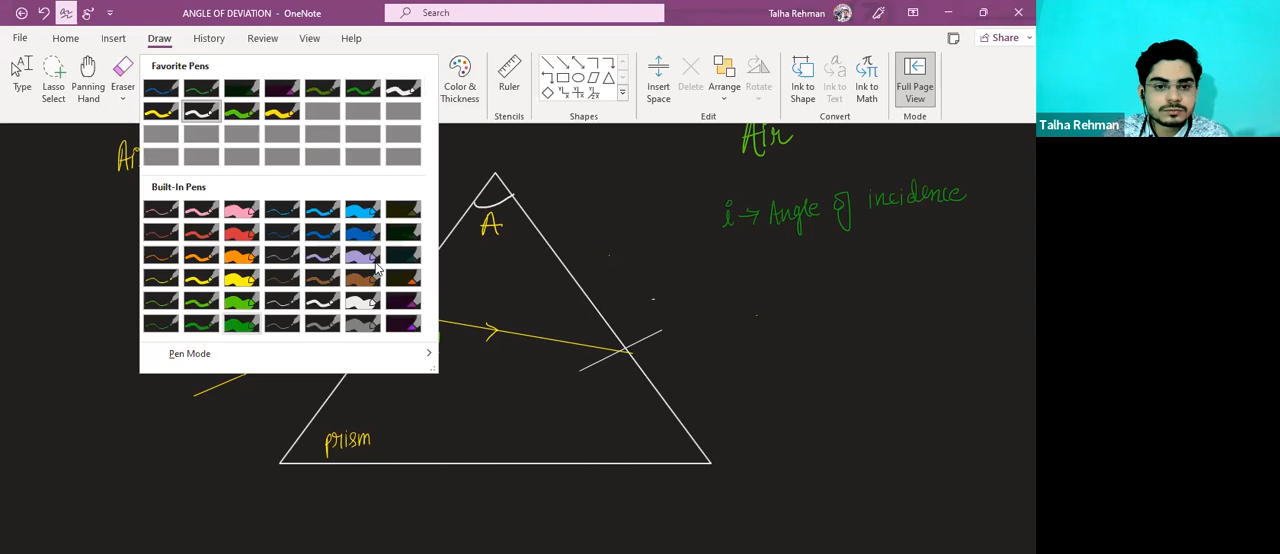 ANGLE OF DEVIATION - OneNote
Search
Talha Rehman
File
Home
Insert
Draw
History
Review
View
Help
Share
Type
Lasso Select
Panning Hand
Eraser
Favorite Pens
Built-In Pens
Pen Mode
Color & Thickness
Ruler
Stencils
Shapes
Insert Space
Arrange
Edit
Ink to Shape
Ink to Text
Ink to Math
Convert
Full Page View
Mode
Talha Rehman
Air
i → Angle of incidence
A
prism